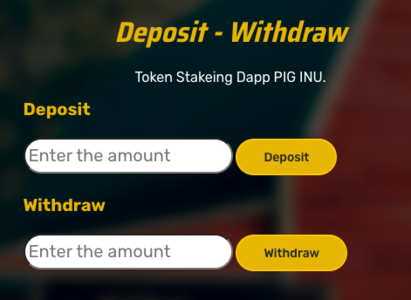 Deposit - Withdraw
Token Stakeing Dapp PIG INU.
Deposit
Enter the amount
Deposit
Withdraw
Enter the amount
Withdraw